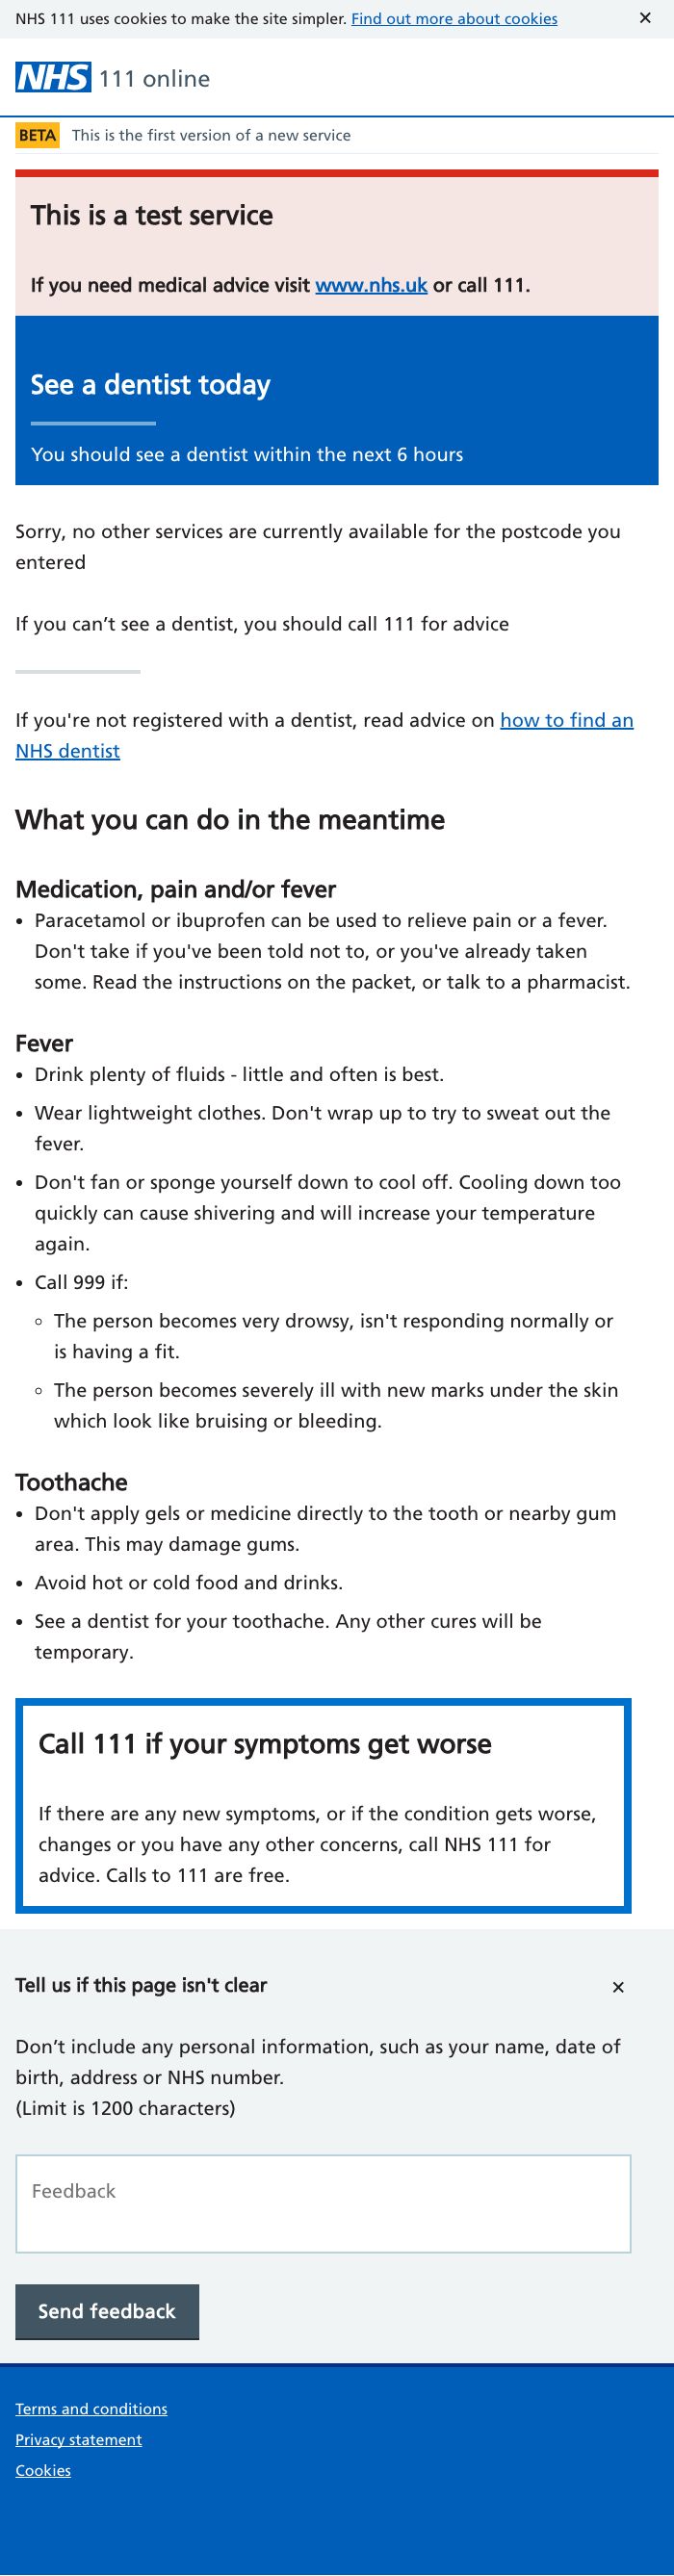 NHS 111 uses cookies to make the site simpler. Find out more about cookies ✕
NHS 111 online
BETA This is the first version of a new service
This is a test service
If you need medical advice visit www.nhs.uk or call 111.
See a dentist today
You should see a dentist within the next 6 hours
Sorry, no other services are currently available for the postcode you
entered
If you can’t see a dentist, you should call 111 for advice
If you're not registered with a dentist, read advice on how to find an
NHS dentist
What you can do in the meantime
Medication, pain and/or fever
• Paracetamol or ibuprofen can be used to relieve pain or a fever.
Don't take if you've been told not to, or you've already taken
some. Read the instructions on the packet, or talk to a pharmacist.
Fever
• Drink plenty of fluids - little and often is best.
• Wear lightweight clothes. Don't wrap up to try to sweat out the
fever.
• Don't fan or sponge yourself down to cool off. Cooling down too
quickly can cause shivering and will increase your temperature
again.
• Call 999 if:
◦ The person becomes very drowsy, isn't responding normally or
is having a fit.
◦ The person becomes severely ill with new marks under the skin
which look like bruising or bleeding.
Toothache
• Don't apply gels or medicine directly to the tooth or nearby gum
area. This may damage gums.
• Avoid hot or cold food and drinks.
• See a dentist for your toothache. Any other cures will be
temporary.
Call 111 if your symptoms get worse
If there are any new symptoms, or if the condition gets worse,
changes or you have any other concerns, call NHS 111 for
advice. Calls to 111 are free.
Tell us if this page isn't clear ✕
Don’t include any personal information, such as your name, date of
birth, address or NHS number.
(Limit is 1200 characters)
Feedback
Send feedback
Terms and conditions
Privacy statement
Cookies